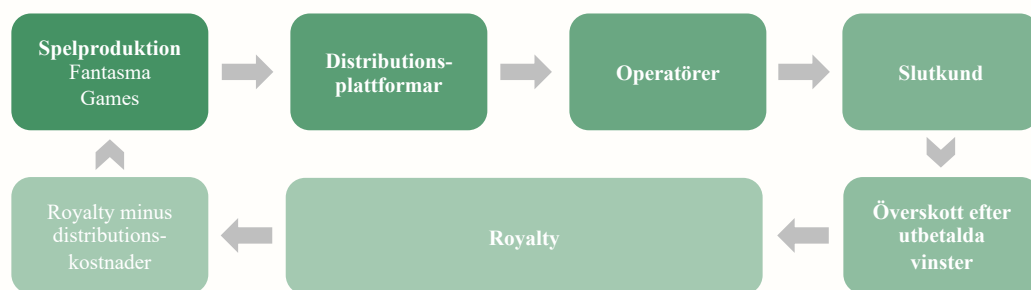 Spelproduktion
Fantasma
Games
Distributions-
plattformar
Operatörer
Slutkund
Royalty minus
distributions-
kostnader
Royalty
Överskott efter
utbetalda
vinster